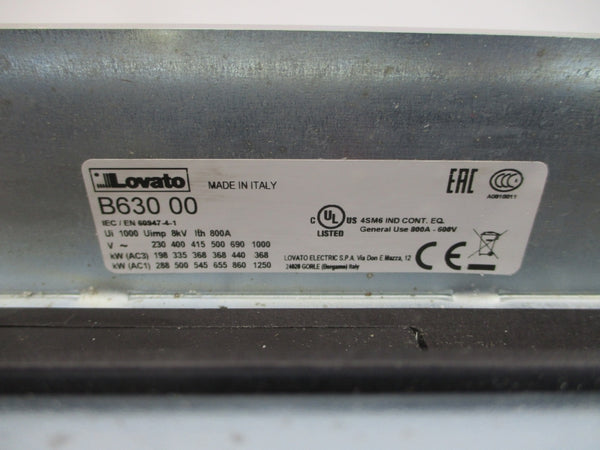 Lovato
MADE IN ITALY
B630 00
IEC / EN 60947-4-1
Ui 1000 Uimp 8kV Ith 800A
V ~ 230 400 415 500 690 1000
kW (AC3) 198 335 368 368 440 368
kW (AC1) 288 500 545 655 860 1250
C UL US
LISTED
4SM6 IND CONT. EQ.
General Use 800A - 600V
LOVATO ELECTRIC S.P.A. Via Don E.Mazza, 12
24020 GORLE (Bergamo) Italy
EAC
CCC
A0810011
CE